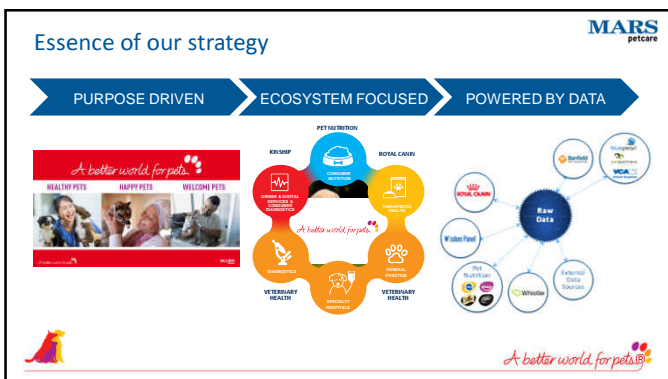 Essence of our strategy
MARS
petcare
PURPOSE DRIVEN
ECOSYSTEM FOCUSED
POWERED BY DATA
A better world for pets
HEALTHY PETS
HAPPY PETS
WELCOME PETS
PET NUTRITION
KINSHIP
ROYAL CANIN
CONSUMER
NUTRITION
OWNER & DIGITAL
SERVICES &
CONSUMER
DIAGNOSTICS
A better world for pets
DIAGNOSTICS
GENERAL
PRACTICE
VETERINARY
HEALTH
SPECIALTY
HOSPITALS
VETERINARY
HEALTH
Banfield
bluepearl
VCA
ROYAL CANIN
Raw
Data
Wisdom Panel
Pet
Nutrition
Whistle
External
Data
Sources
A better world for pets®